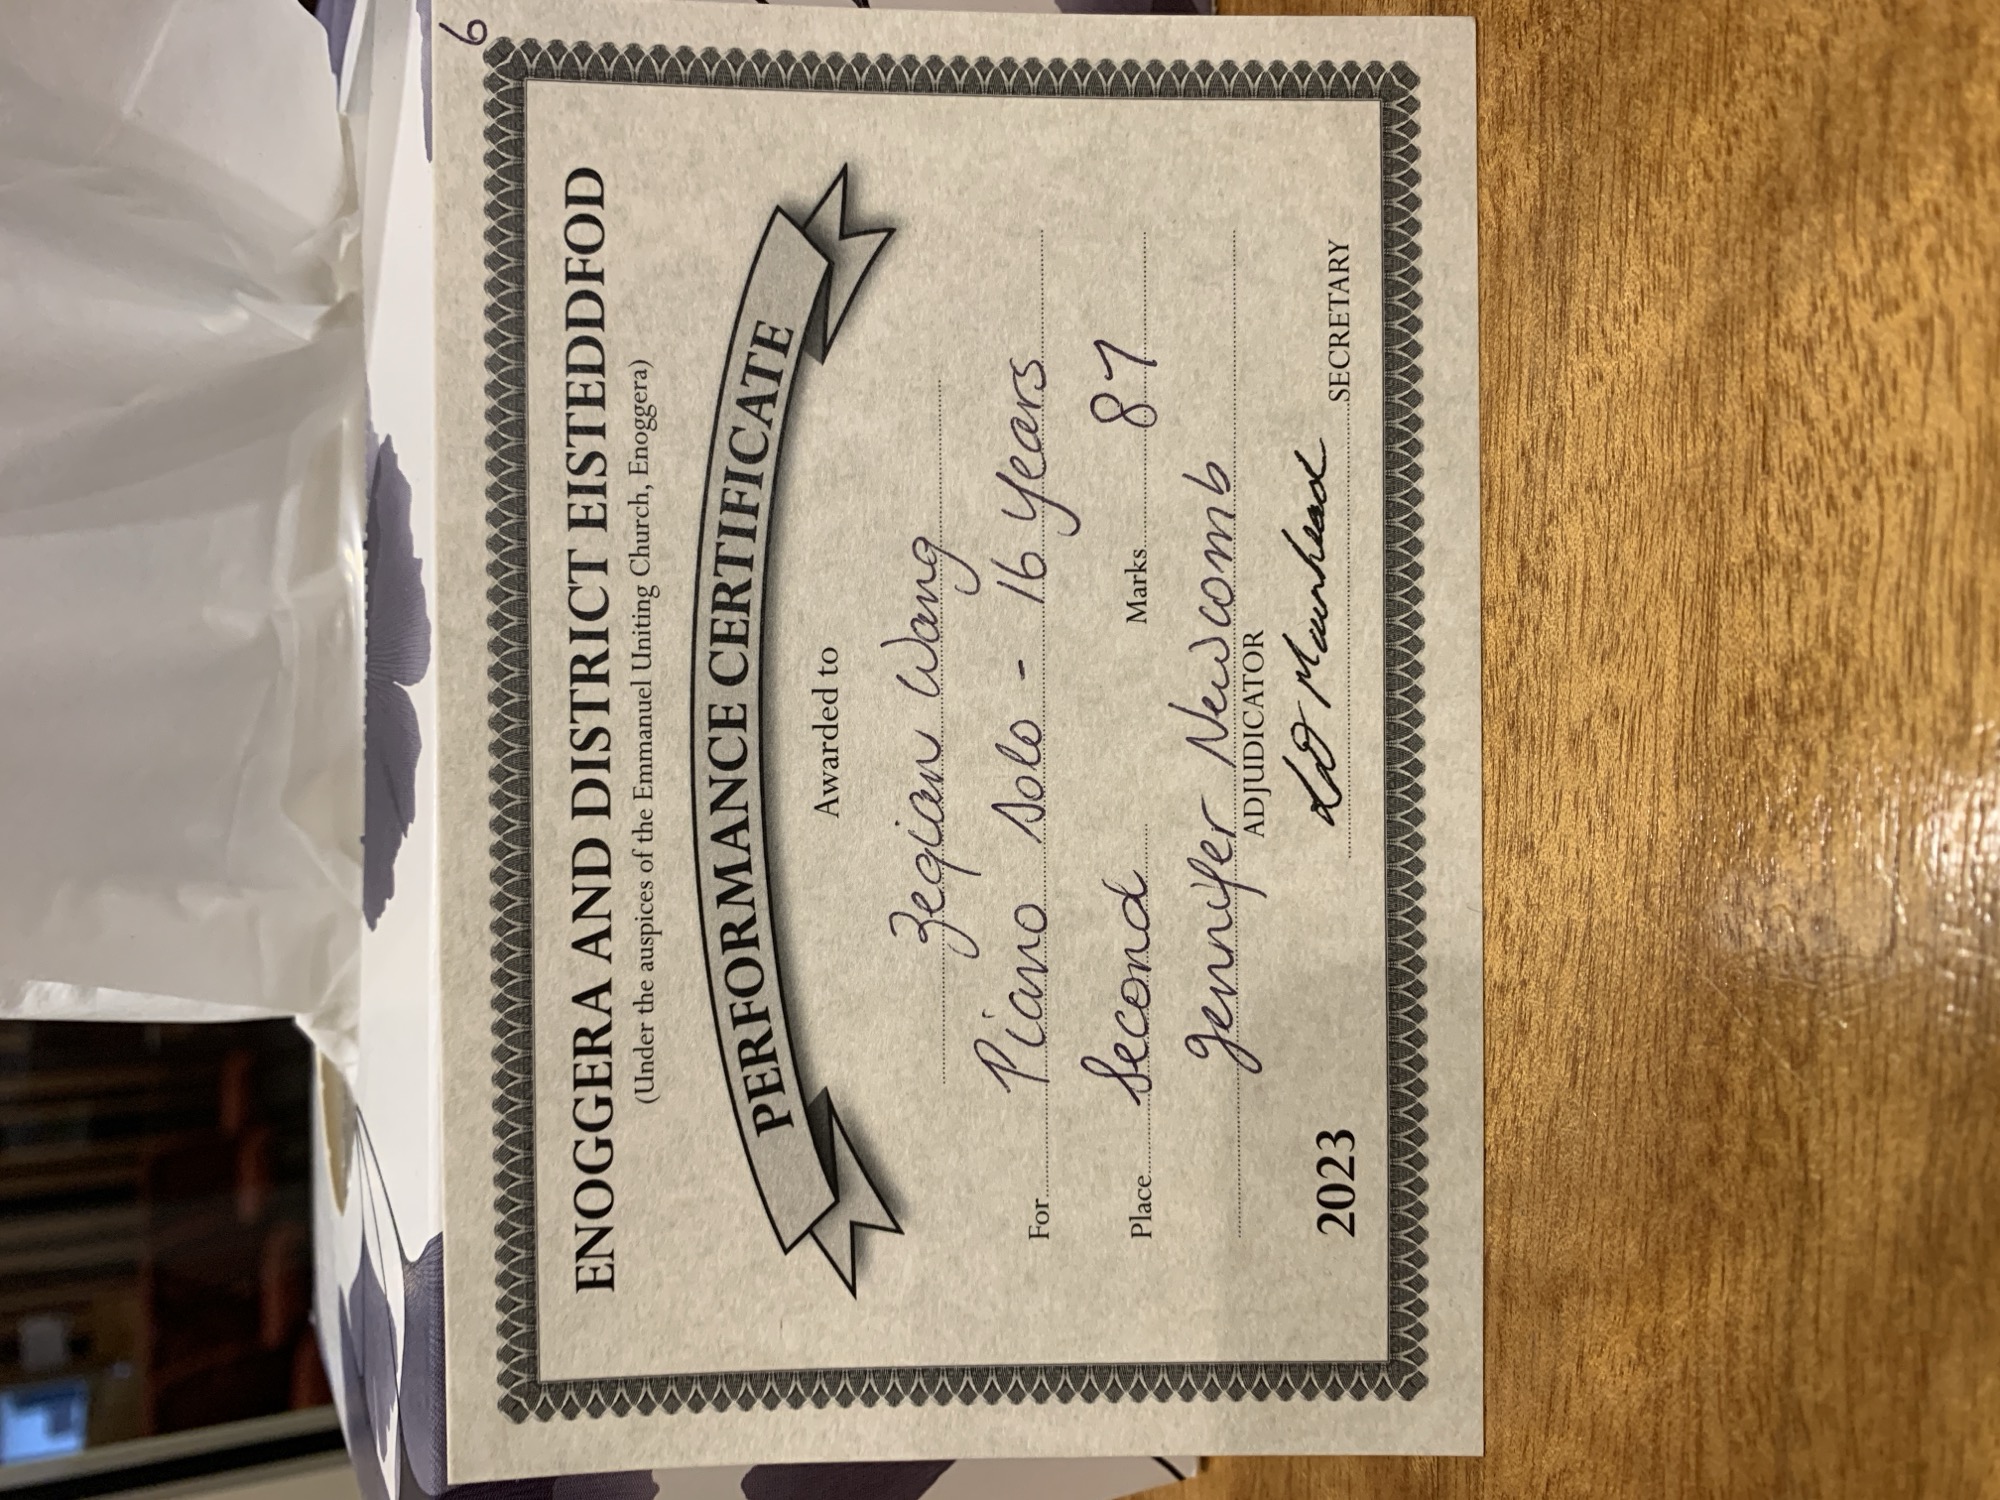 6
ENOGGERA AND DISTRICT EISTEDDFOD
(Under the auspices of the Emmanuel Uniting Church, Enoggera)
PERFORMANCE CERTIFICATE
Awarded to
Zeqian Wang
For Piano Solo - 16 Years
Place Second Marks 87
Jennifer Newcomb
ADJUDICATOR
2023 SECRETARY